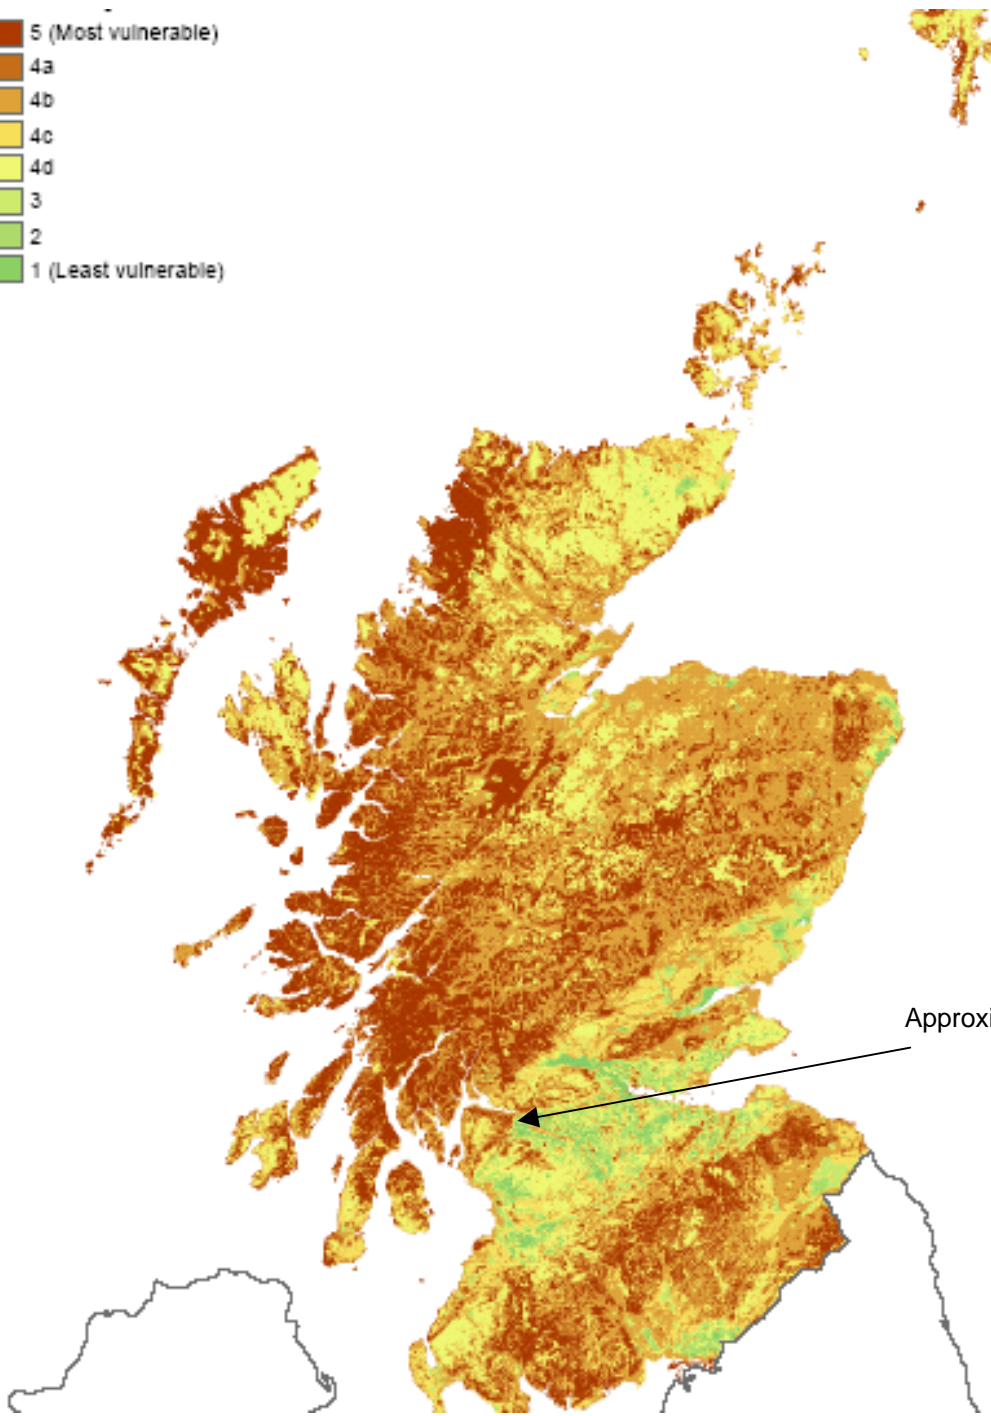 5 (Most vulnerable)
4a
4b
4c
4d
3
2
1 (Least vulnerable)
Approxi